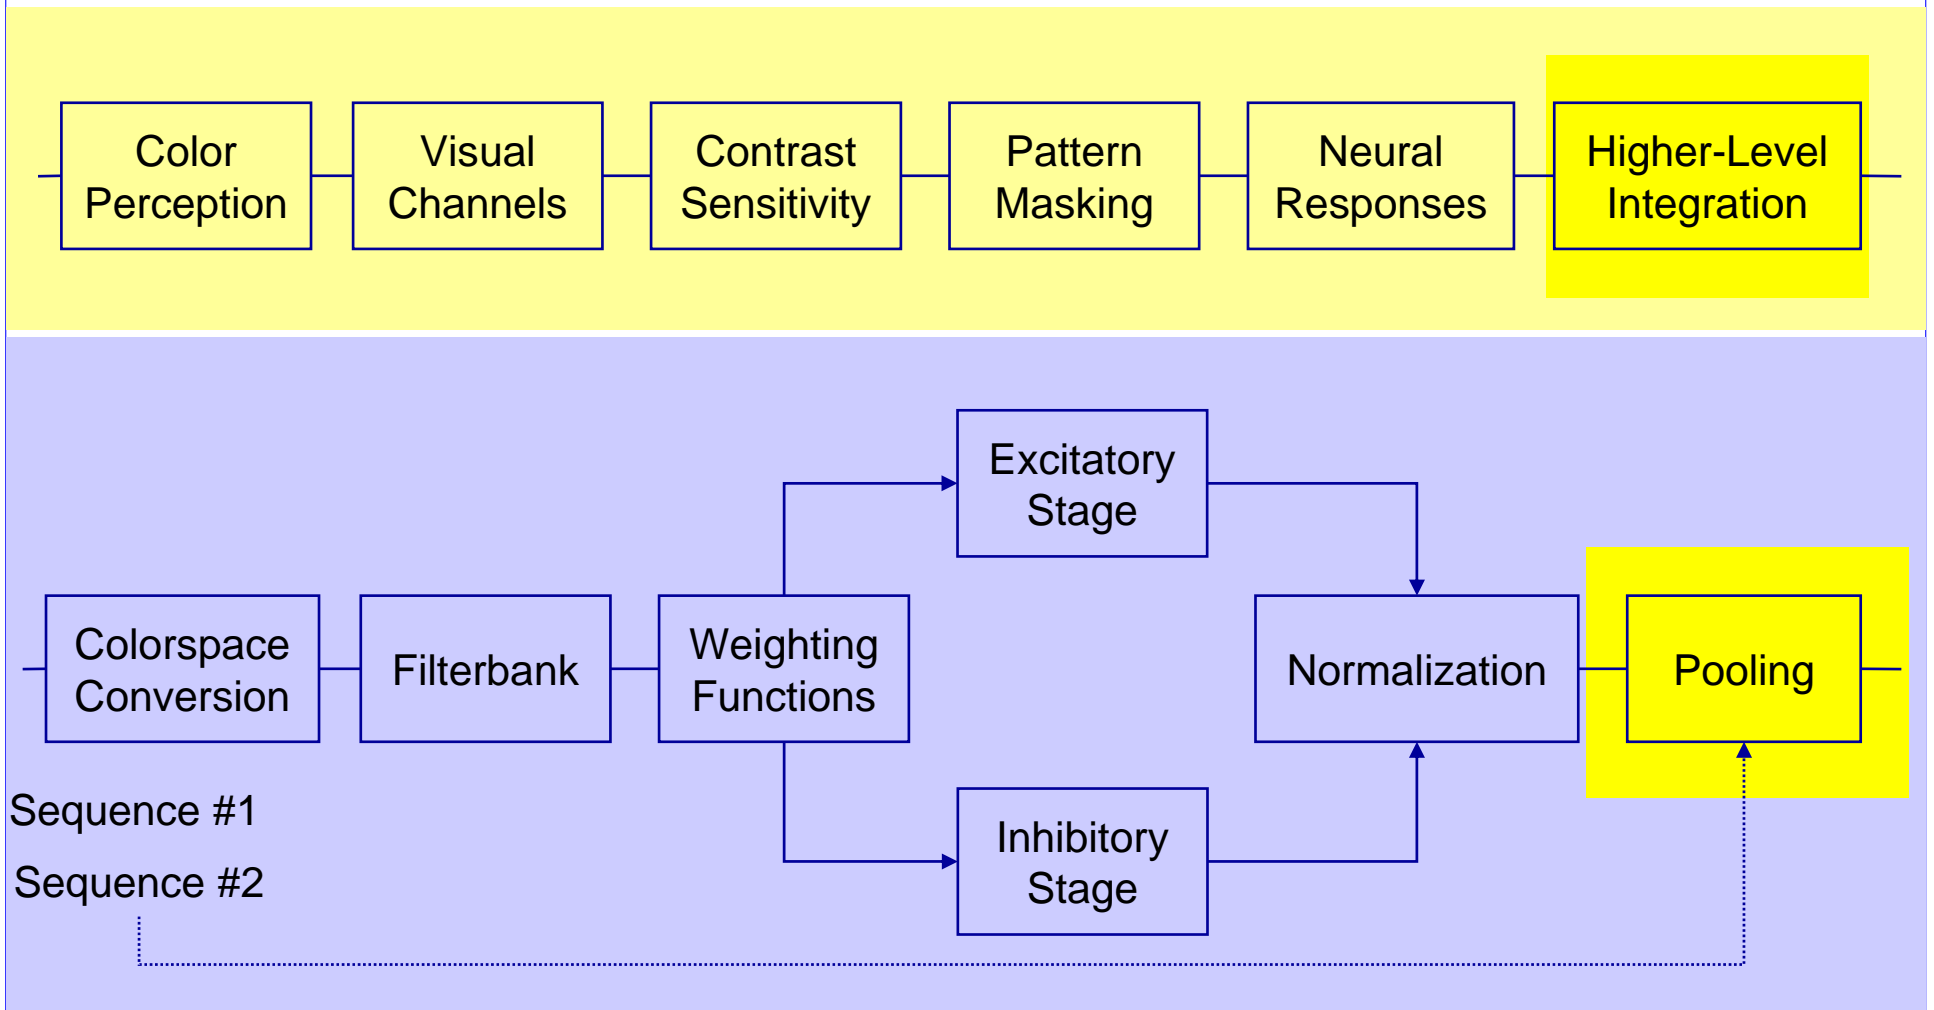 Color
Perception
Visual
Channels
Contrast
Sensitivity
Pattern
Masking
Neural
Responses
Higher-Level
Integration
Excitatory
Stage
Colorspace
Conversion
Filterbank
Weighting
Functions
Normalization
Pooling
Sequence #1
Sequence #2
Inhibitory
Stage